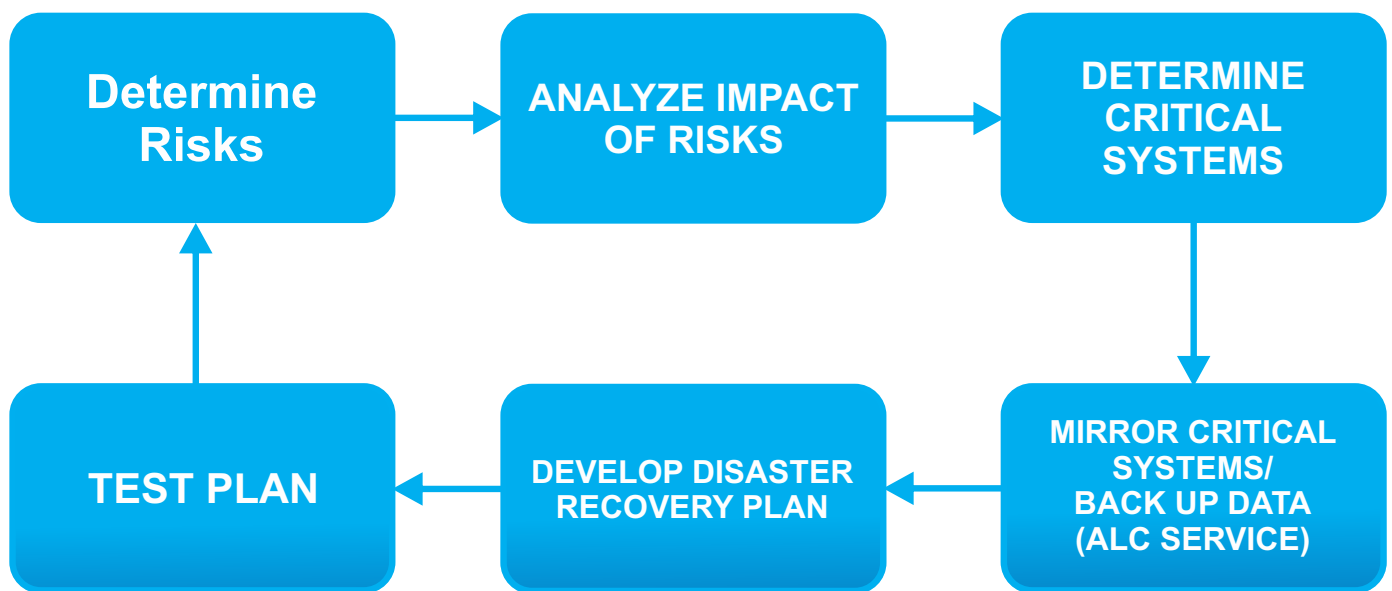 Determine
Risks
ANALYZE IMPACT
OF RISKS
DETERMINE
CRITICAL
SYSTEMS
MIRROR CRITICAL
SYSTEMS/
BACK UP DATA
(ALC SERVICE)
DEVELOP DISASTER
RECOVERY PLAN
TEST PLAN